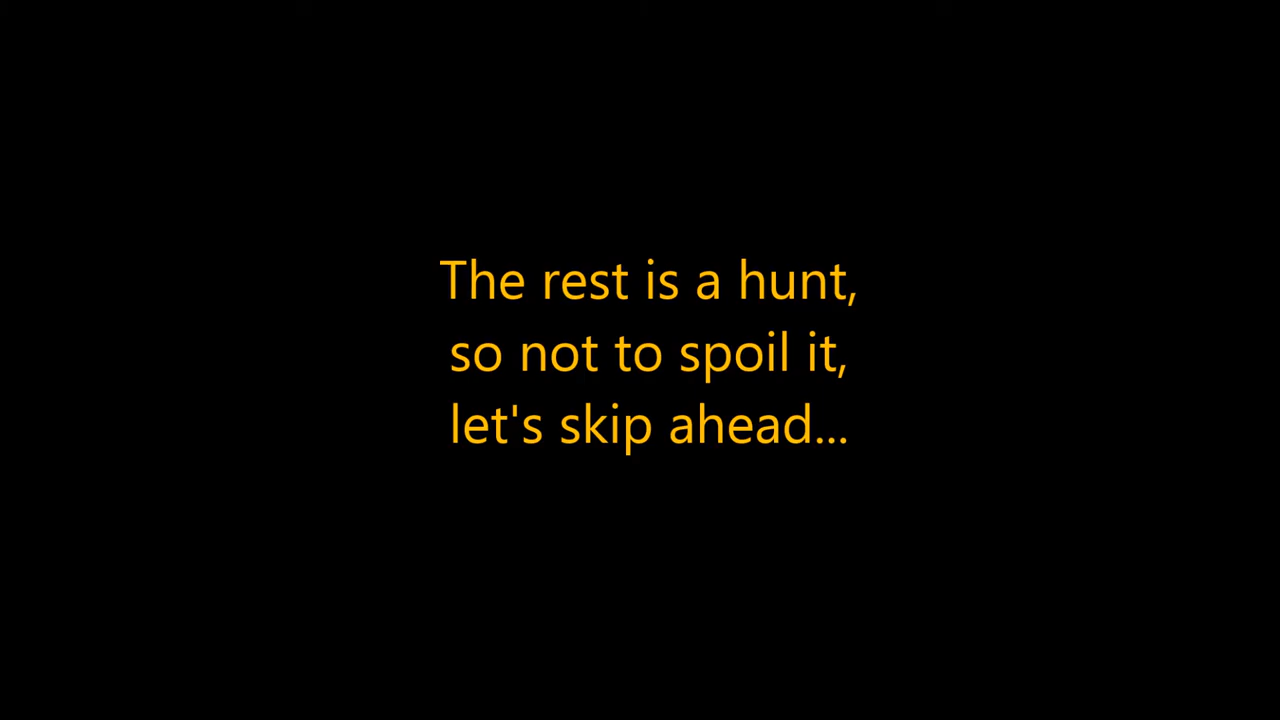 The rest is a hunt,
so not to spoil it,
let's skip ahead...